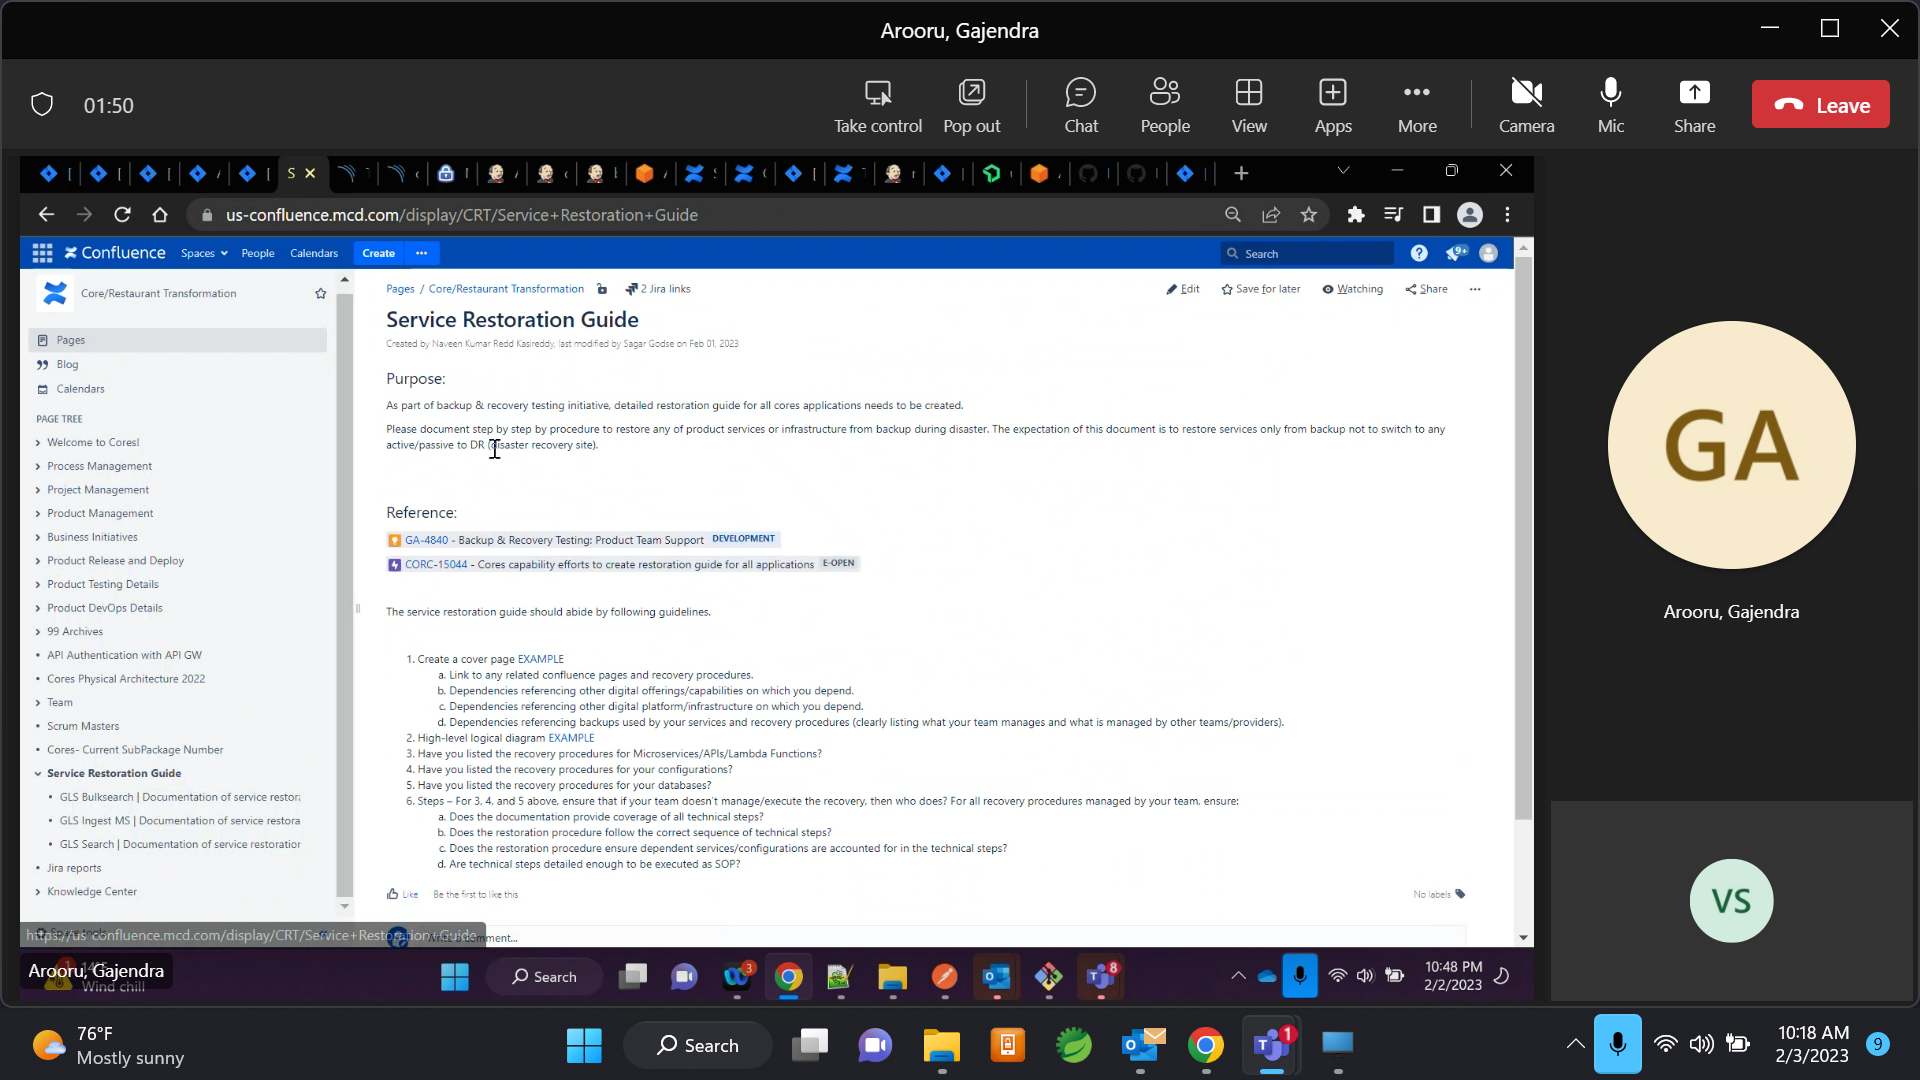 Arooru, Gajendra
01:50
Take control
Pop out
Chat
People
View
Apps
More
Camera
Mic
Share
Leave
us-confluence.mcd.com/display/CRT/Service+Restoration+Guide
Confluence
Spaces
People
Calendars
Create
Search
9+
Core/Restaurant Transformation
Pages
Blog
Calendars
PAGE TREE
Welcome to Cores!
Process Management
Project Management
Product Management
Business Initiatives
Product Release and Deploy
Product Testing Details
Product DevOps Details
99 Archives
API Authentication with API GW
Cores Physical Architecture 2022
Team
Scrum Masters
Cores- Current SubPackage Number
Service Restoration Guide
GLS Bulksearch | Documentation of service restor
GLS Ingest MS | Documentation of service restora
GLS Search | Documentation of service restoration
Jira reports
Knowledge Center
Pages / Core/Restaurant Transformation
2 Jira links
Edit
Save for later
Watching
Share
Service Restoration Guide
Created by Naveen Kumar Redd Kasireddy, last modified by Sagar Godse on Feb 01, 2023
Purpose:
As part of backup & recovery testing initiative, detailed restoration guide for all cores applications needs to be created.
Please document step by step by procedure to restore any of product services or infrastructure from backup during disaster. The expectation of this document is to restore services only from backup not to switch to any
active/passive to DR (disaster recovery site).
Reference:
GA-4840 - Backup & Recovery Testing: Product Team Support DEVELOPMENT
CORC-15044 - Cores capability efforts to create restoration guide for all applications E-OPEN
The service restoration guide should abide by following guidelines.
1. Create a cover page EXAMPLE
a. Link to any related confluence pages and recovery procedures.
b. Dependencies referencing other digital offerings/capabilities on which you depend.
c. Dependencies referencing other digital platform/infrastructure on which you depend.
d. Dependencies referencing backups used by your services and recovery procedures (clearly listing what your team manages and what is managed by other teams/providers).
2. High-level logical diagram EXAMPLE
3. Have you listed the recovery procedures for Microservices/APIs/Lambda Functions?
4. Have you listed the recovery procedures for your configurations?
5. Have you listed the recovery procedures for your databases?
6. Steps – For 3, 4, and 5 above, ensure that if your team doesn't manage/execute the recovery, then who does? For all recovery procedures managed by your team, ensure:
a. Does the documentation provide coverage of all technical steps?
b. Does the restoration procedure follow the correct sequence of technical steps?
c. Does the restoration procedure ensure dependent services/configurations are accounted for in the technical steps?
d. Are technical steps detailed enough to be executed as SOP?
Like
Be the first to like this
No labels
https://us-confluence.mcd.com/display/CRT/Service+Restoration+Guide
Arooru, Gajendra
Wind chill
Search
3
8
10:48 PM
2/2/2023
GA
Arooru, Gajendra
VS
76°F
Mostly sunny
Search
1
10:18 AM
2/3/2023
9